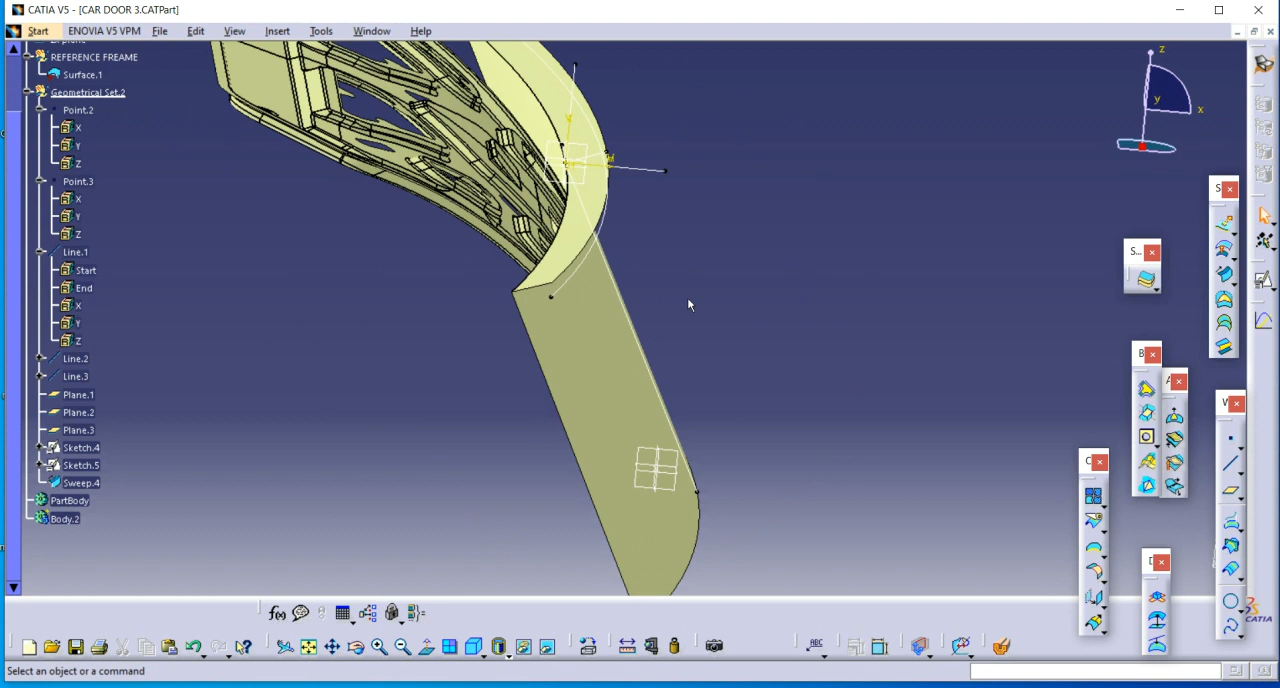 CATIA V5 - [CAR DOOR 3.CATPart]
Start ENOVIA V5 VPM File Edit View Insert Tools Window Help
REFERENCE FREAME
Surface.1
Geometrical Set.2
Point.2
X
Y
Z
Point.3
X
Y
Z
Line.1
Start
End
X
Y
Z
Line.2
Line.3
Plane.1
Plane.2
Plane.3
Sketch.4
Sketch.5
Sweep.4
PartBody
Body.2
z
y
x
S
S...
B
C
f(x)
ABC
CATIA
Select an object or a command